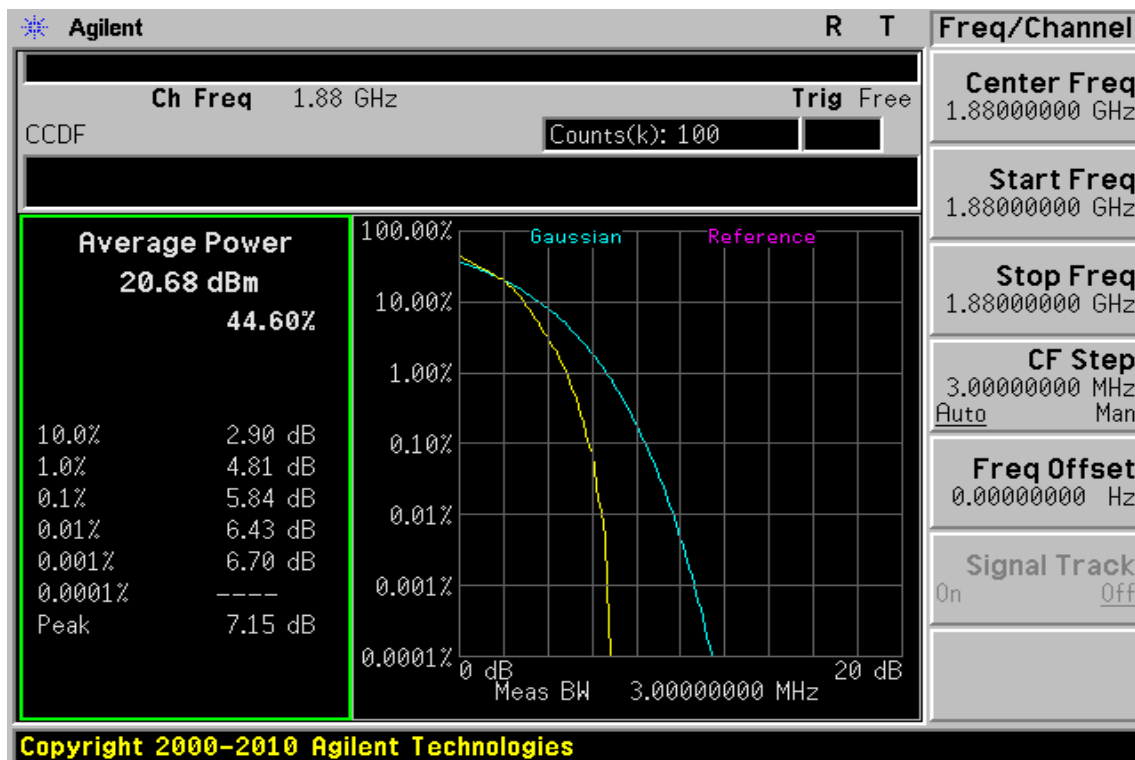 Agilent R T
Ch Freq 1.88 GHz Trig Free
CCDF
Counts(k): 100
Average Power
20.68 dBm
44.60%
10.0% 2.90 dB
1.0% 4.81 dB
0.1% 5.84 dB
0.01% 6.43 dB
0.001% 6.70 dB
0.0001% ----
Peak 7.15 dB
Gaussian Reference
100.00%
10.00%
1.00%
0.10%
0.01%
0.001%
0.0001%
0 dB 20 dB
Meas BW 3.00000000 MHz
Freq/Channel
Center Freq
1.88000000 GHz
Start Freq
1.88000000 GHz
Stop Freq
1.88000000 GHz
CF Step
3.00000000 MHz
Auto Man
Freq Offset
0.00000000 Hz
Signal Track
On Off
Copyright 2000-2010 Agilent Technologies